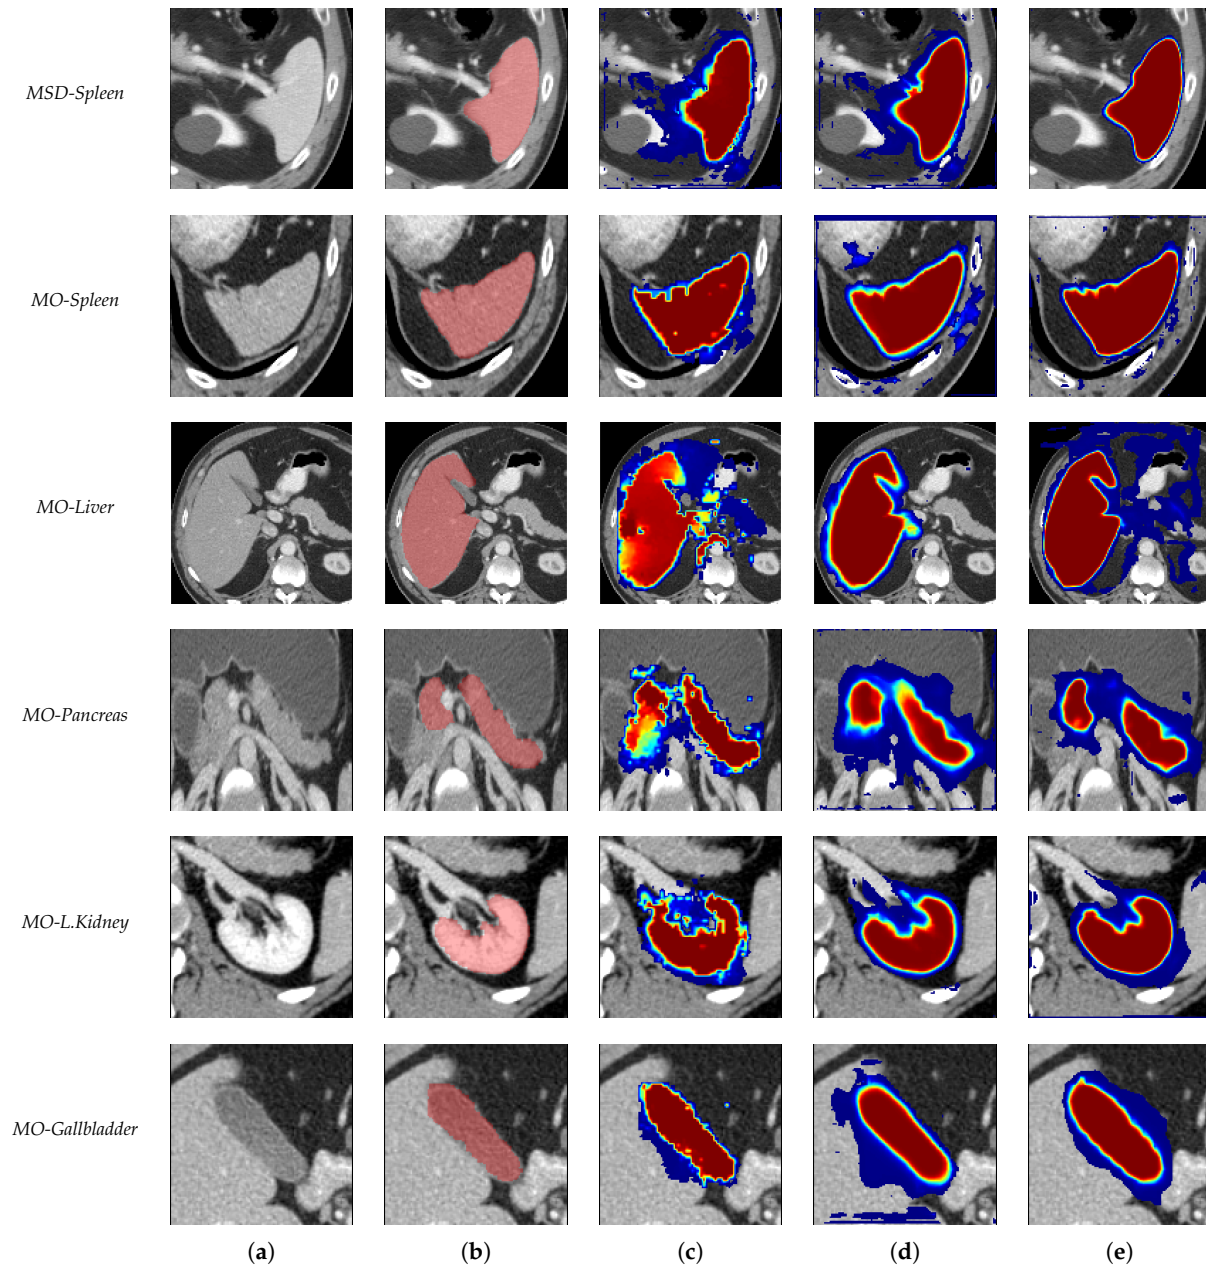 MSD-Spleen
MO-Spleen
MO-Liver
MO-Pancreas
MO-L.Kidney
MO-Gallbladder
(a) (b) (c) (d) (e)